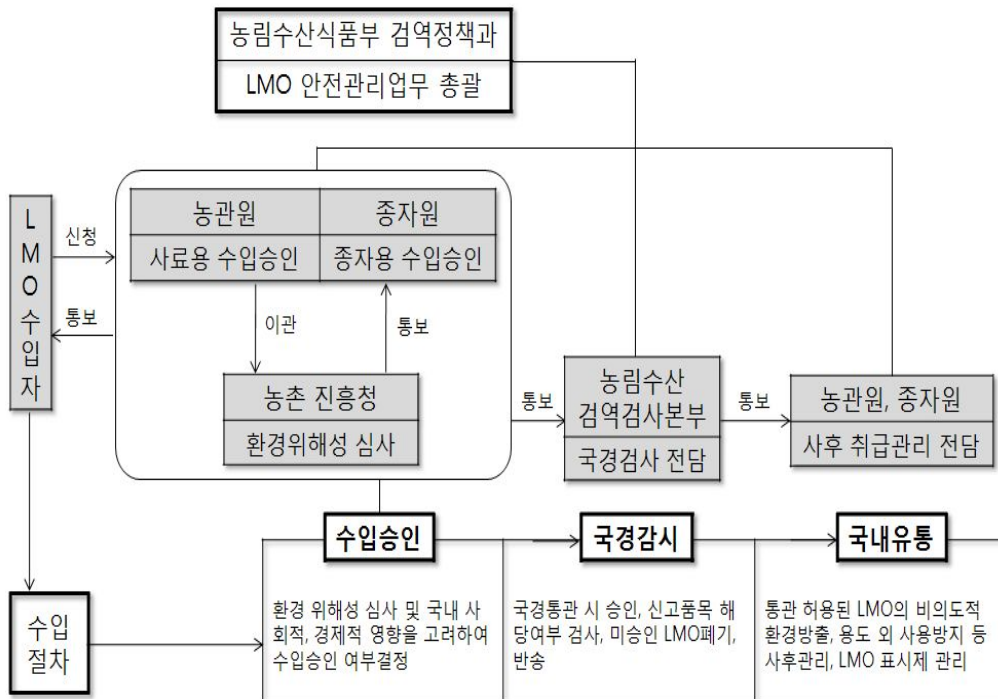 농림수산식품부 검역정책과
LMO 안전관리업무 총괄
LMO수입자
신청
통보
농관원
사료용 수입승인
종자원
종자용 수입승인
이관
통보
농촌 진흥청
환경위해성 심사
통보
농림수산
검역검사본부
국경검사 전담
통보
농관원, 종자원
사후 취급관리 전담
수입
절차
수입승인
환경 위해성 심사 및 국내 사
회적, 경제적 영향을 고려하여
수입승인 여부결정
국경감시
국경통관 시 승인, 신고품목 해
당여부 검사, 미승인 LMO폐기,
반송
국내유통
통관 허용된 LMO의 비의도적
환경방출, 용도 외 사용방지 등
사후관리, LMO 표시제 관리